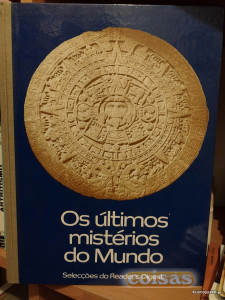 Os últimos
mistérios
do Mundo
Selecções do Reader's Digest
coisas